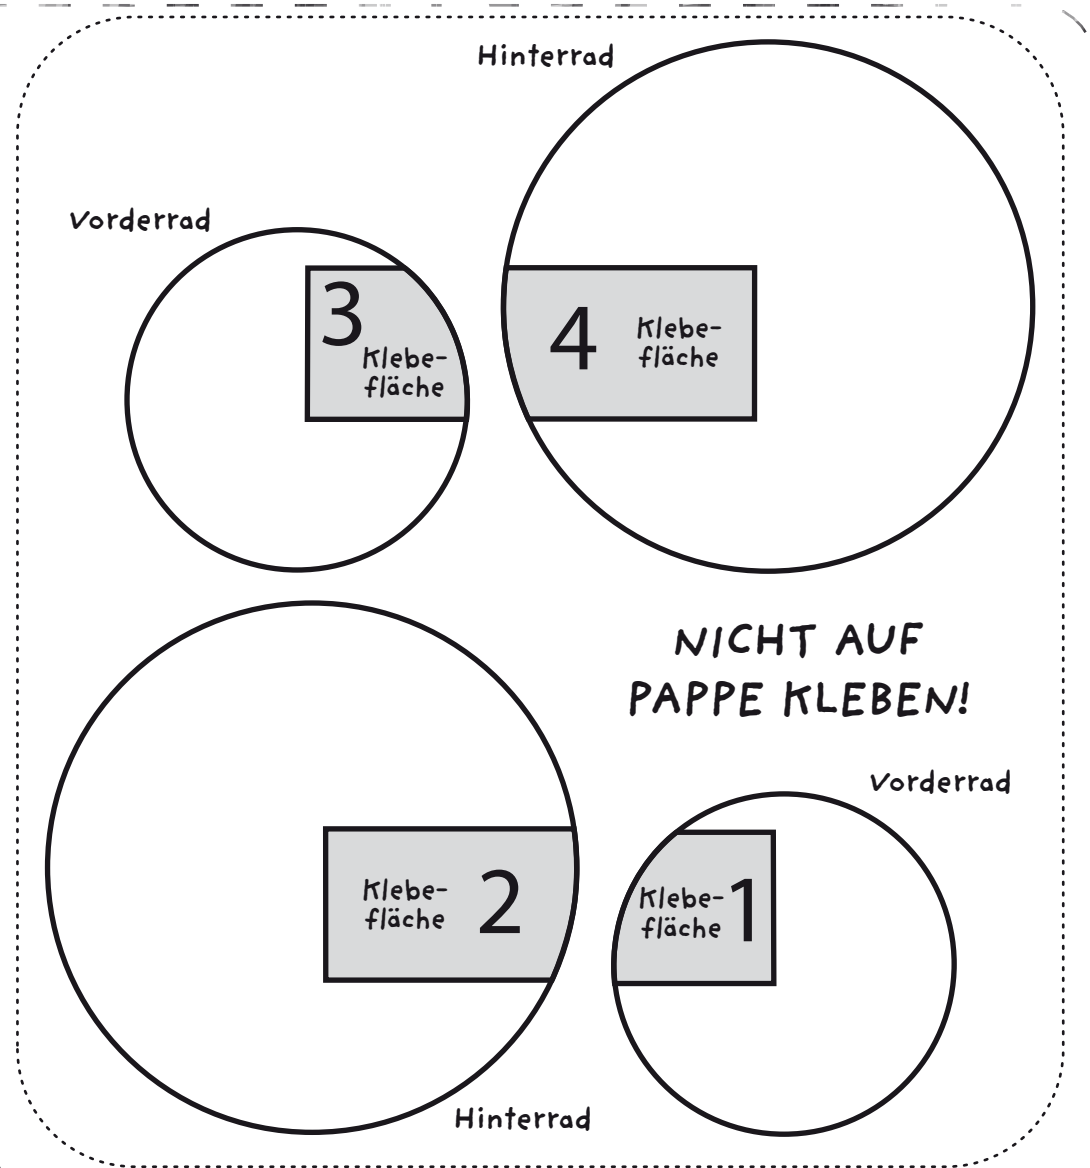 Hinterrad
Vorderrad
3
Klebe-
fläche
4
Klebe-
fläche
NICHT AUF
PAPPE KLEBEN!
Vorderrad
Klebe-
fläche
2
Klebe-
fläche
1
Hinterrad